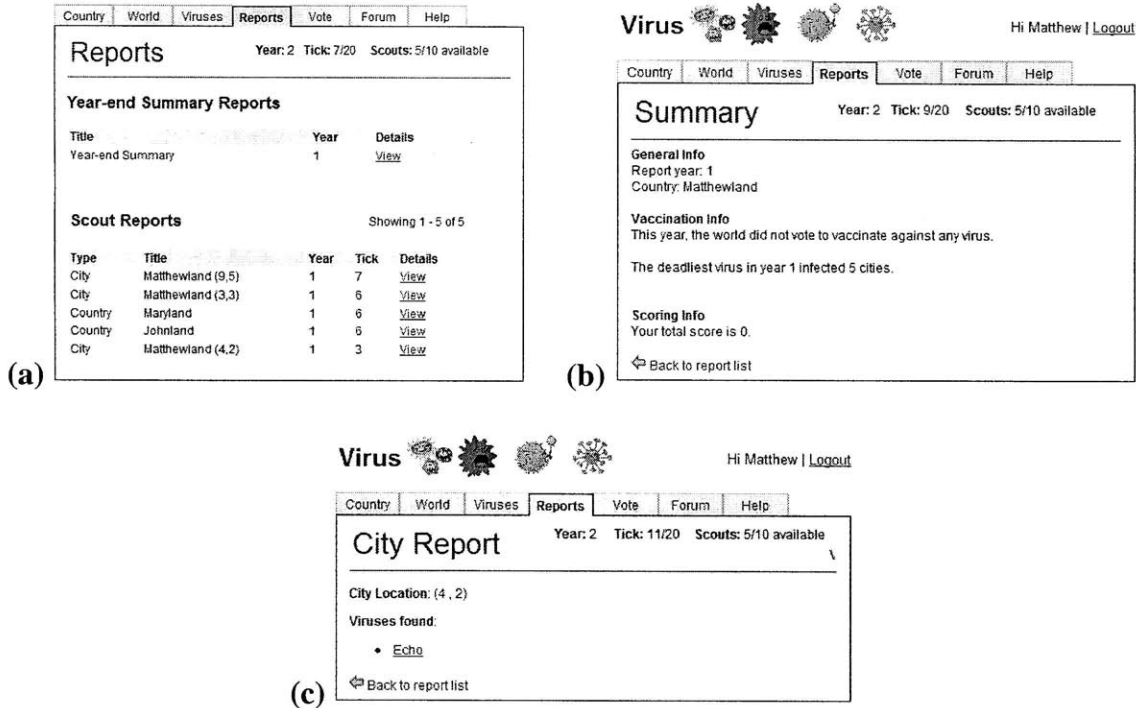 Country World Viruses Reports Vote Forum Help
Reports Year: 2 Tick: 7/20 Scouts: 5/10 available
Year-end Summary Reports
Title Year Details
Year-end Summary 1 View
Scout Reports Showing 1 - 5 of 5
Type Title Year Tick Details
City Matthewland (9,5) 1 7 View
City Matthewland (3,3) 1 6 View
Country Maryland 1 6 View
Country Johnland 1 6 View
City Matthewland (4,2) 1 3 View
(a)
Virus Hi Matthew | Logout
Country World Viruses Reports Vote Forum Help
Summary Year: 2 Tick: 9/20 Scouts: 5/10 available
General Info
Report year: 1
Country: Matthewland
Vaccination Info
This year, the world did not vote to vaccinate against any virus.
The deadliest virus in year 1 infected 5 cities.
Scoring Info
Your total score is 0.
Back to report list
(b)
Virus Hi Matthew | Logout
Country World Viruses Reports Vote Forum Help
City Report Year: 2 Tick: 11/20 Scouts: 5/10 available
City Location: (4 , 2)
Viruses found:
• Echo
Back to report list
(c)